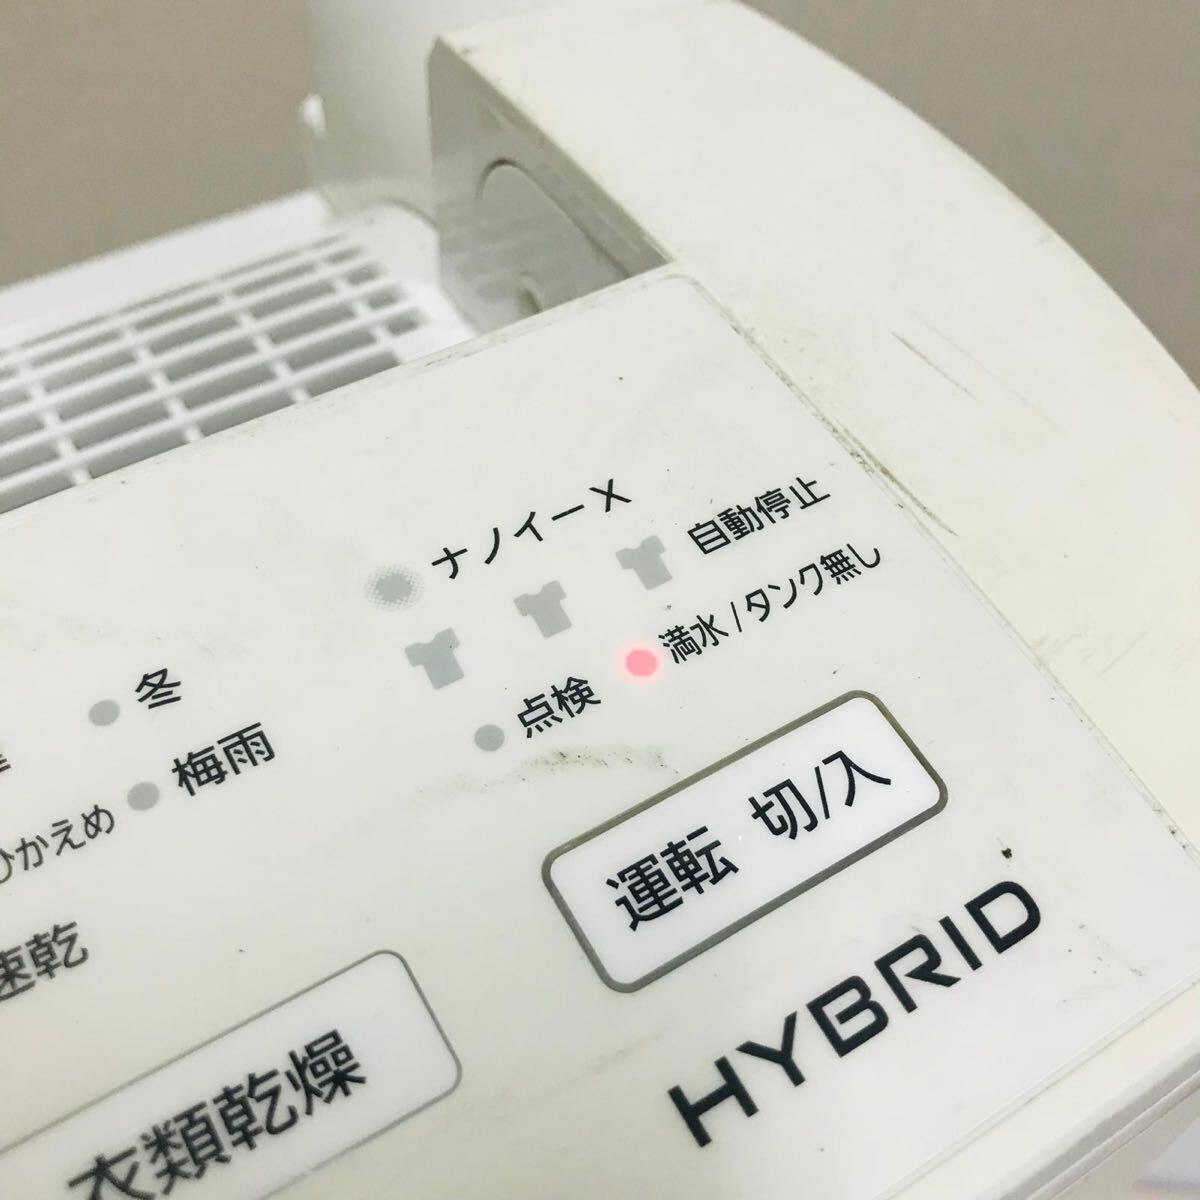 ナノイーX
自動停止
満水/タンク無し
点検
冬
梅雨
ひかえめ
速乾
運転 切/入
衣類乾燥
HYBRID